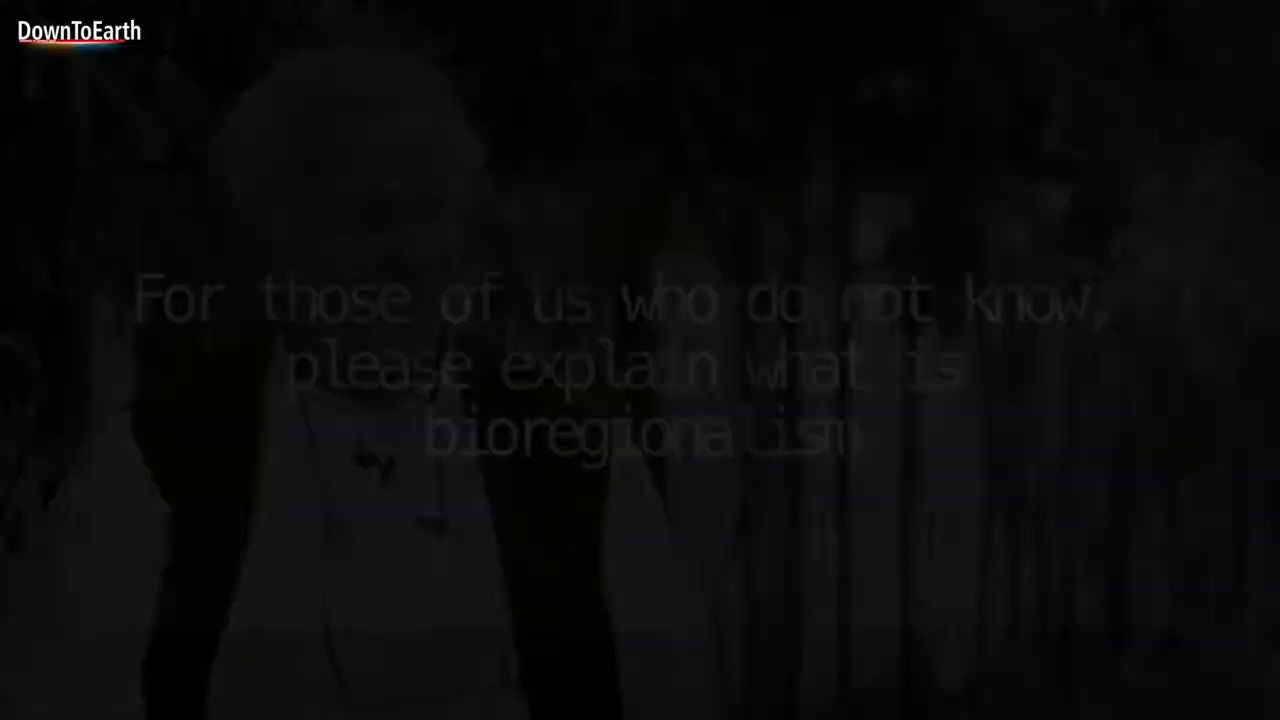 DownToEarth
For those of us who do not know,
please explain what is
bioregionalism